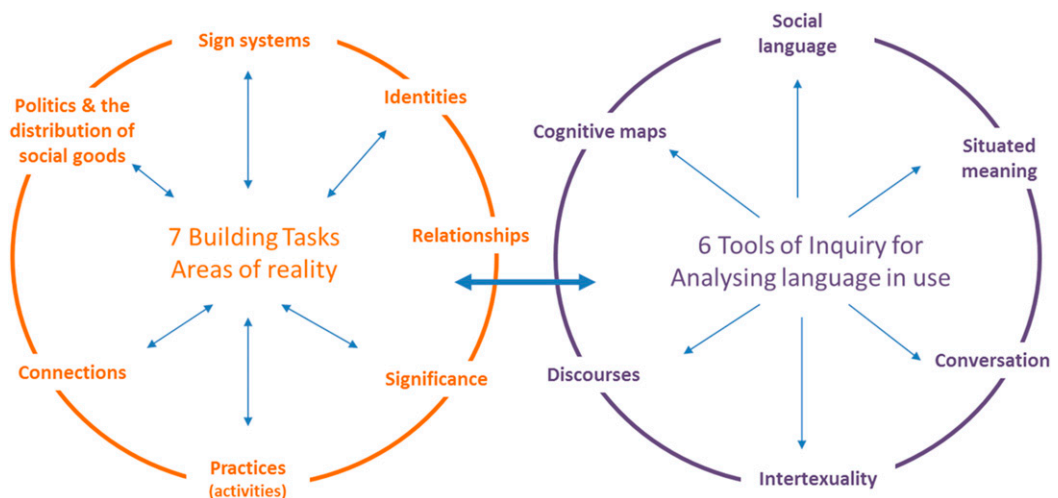 Sign systems
Identities
Politics & the
distribution of
social goods
7 Building Tasks
Areas of reality
Relationships
Connections
Significance
Practices
(activities)
Social
language
Cognitive maps
Situated
meaning
6 Tools of Inquiry for
Analysing language in use
Discourses
Conversation
Intertexuality